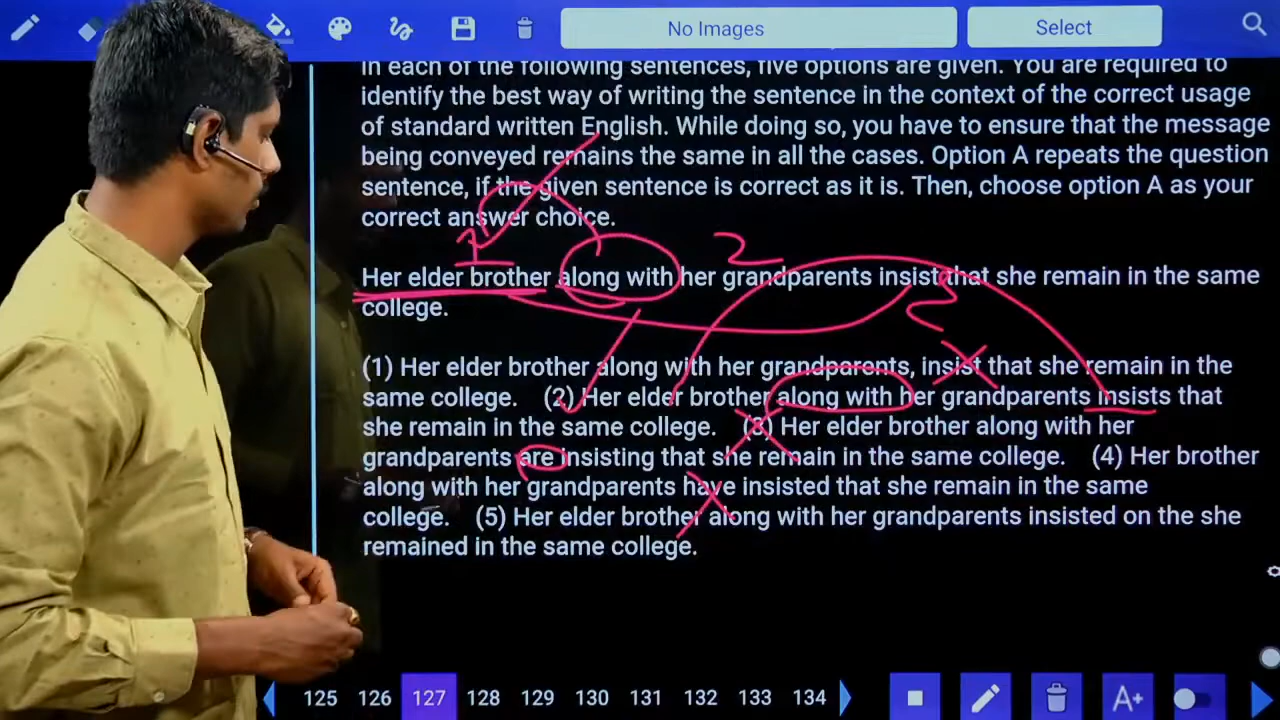 No Images
Select
In each of the following sentences, five options are given. You are required to
identify the best way of writing the sentence in the context of the correct usage
of standard written English. While doing so, you have to ensure that the message
being conveyed remains the same in all the cases. Option A repeats the question
sentence, if the given sentence is correct as it is. Then, choose option A as your
correct answer choice.
1
2
3
Her elder brother along with her grandparents insist that she remain in the same
college.
(1) Her elder brother along with her grandparents, insist that she remain in the
same college. (2) Her elder brother along with her grandparents insists that
she remain in the same college. (3) Her elder brother along with her
grandparents are insisting that she remain in the same college. (4) Her brother
along with her grandparents have insisted that she remain in the same
college. (5) Her elder brother along with her grandparents insisted on the she
remained in the same college.
125 126 127 128 129 130 131 132 133 134
A+